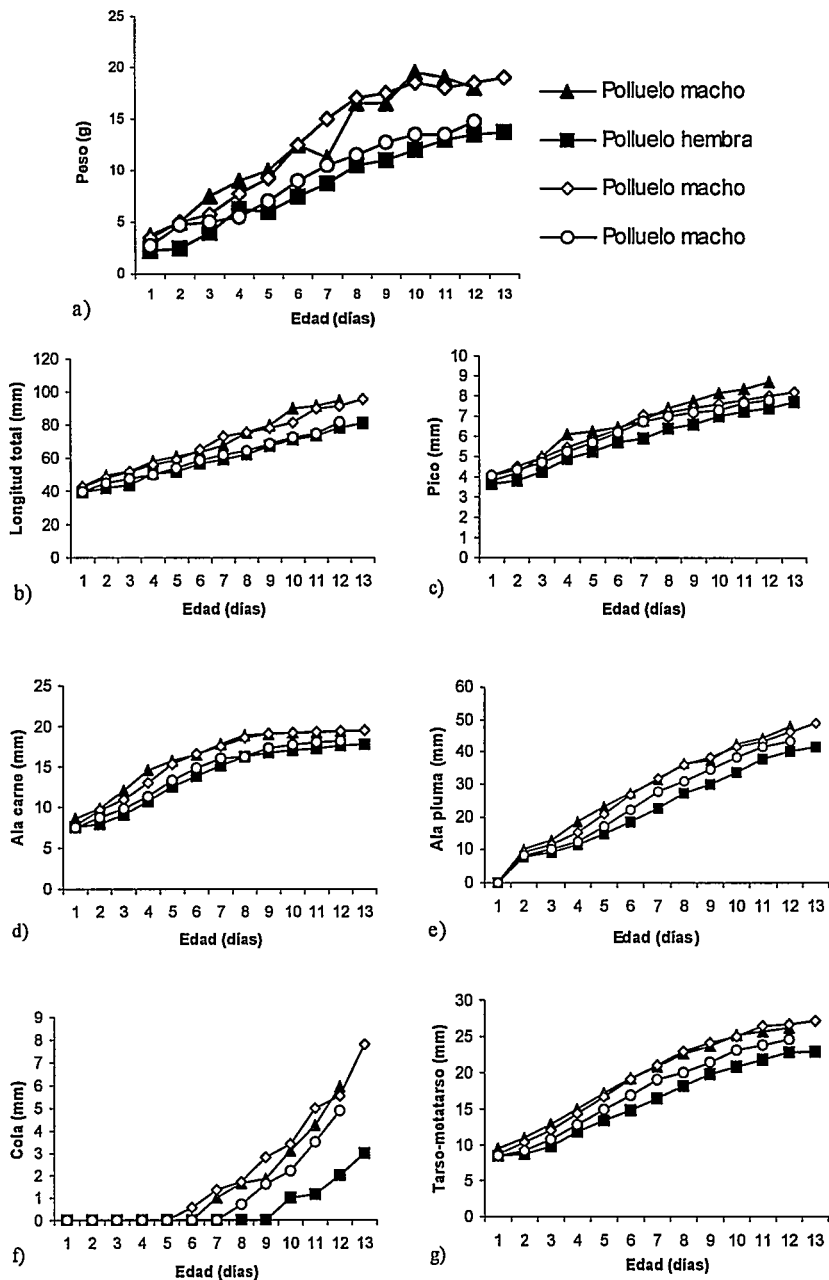 25
20
15
10
5
0
Peso (g)
1 2 3 4 5 6 7 8 9 10 11 12 13
Edad (días)
a)
Polluelo macho
Polluelo hembra
Polluelo macho
Polluelo macho
120
100
80
60
40
20
0
Longitud total (mm)
1 2 3 4 5 6 7 8 9 10 11 12 13
Edad (días)
b)
10
9
8
7
6
5
4
3
2
1
0
Pico (mm)
1 2 3 4 5 6 7 8 9 10 11 12 13
Edad (días)
c)
25
20
15
10
5
0
Ala carne (mm)
1 2 3 4 5 6 7 8 9 10 11 12 13
Edad (días)
d)
60
50
40
30
20
10
0
Ala pluma (mm)
1 2 3 4 5 6 7 8 9 10 11 12 13
Edad (días)
e)
9
8
7
6
5
4
3
2
1
0
Cola (mm)
1 2 3 4 5 6 7 8 9 10 11 12 13
Edad (días)
f)
30
25
20
15
10
5
0
Tarso-metatarso (mm)
1 2 3 4 5 6 7 8 9 10 11 12 13
Edad (días)
g)